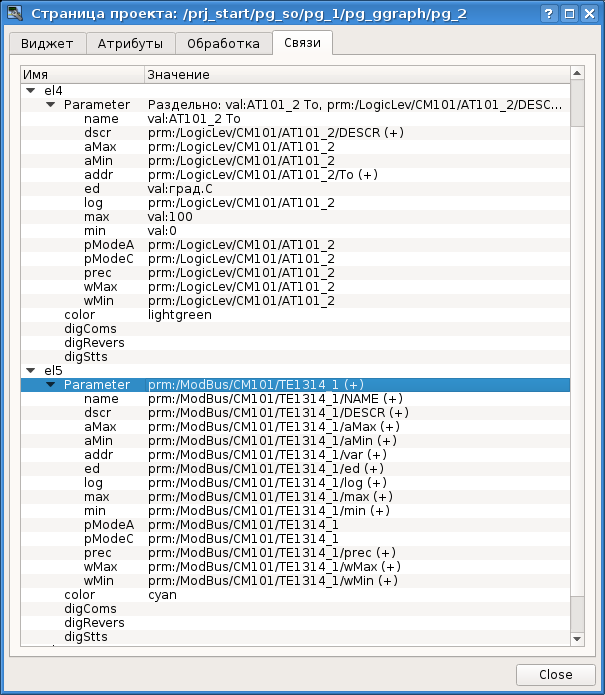 Страница проекта: /prj_start/pg_so/pg_1/pg_ggraph/pg_2
Виджет Атрибуты Обработка Связи
Имя Значение
el4
Parameter Раздельно: val:AT101_2 To, prm:/LogicLev/CM101/AT101_2/DESC...
name val:AT101_2 To
dscr prm:/LogicLev/CM101/AT101_2/DESCR (+)
aMax prm:/LogicLev/CM101/AT101_2
aMin prm:/LogicLev/CM101/AT101_2
addr prm:/LogicLev/CM101/AT101_2/To (+)
ed val:град.С
log prm:/LogicLev/CM101/AT101_2
max val:100
min val:0
pModeA prm:/LogicLev/CM101/AT101_2
pModeC prm:/LogicLev/CM101/AT101_2
prec prm:/LogicLev/CM101/AT101_2
wMax prm:/LogicLev/CM101/AT101_2
wMin prm:/LogicLev/CM101/AT101_2
color lightgreen
digComs
digRevers
digStts
el5
Parameter prm:/ModBus/CM101/TE1314_1 (+)
name prm:/ModBus/CM101/TE1314_1/NAME (+)
dscr prm:/ModBus/CM101/TE1314_1/DESCR (+)
aMax prm:/ModBus/CM101/TE1314_1/aMax (+)
aMin prm:/ModBus/CM101/TE1314_1/aMin (+)
addr prm:/ModBus/CM101/TE1314_1/var (+)
ed prm:/ModBus/CM101/TE1314_1/ed (+)
log prm:/ModBus/CM101/TE1314_1/log (+)
max prm:/ModBus/CM101/TE1314_1/max (+)
min prm:/ModBus/CM101/TE1314_1/min (+)
pModeA prm:/ModBus/CM101/TE1314_1
pModeC prm:/ModBus/CM101/TE1314_1
prec prm:/ModBus/CM101/TE1314_1/prec (+)
wMax prm:/ModBus/CM101/TE1314_1/wMax (+)
wMin prm:/ModBus/CM101/TE1314_1/wMin (+)
color cyan
digComs
digRevers
digStts
Close